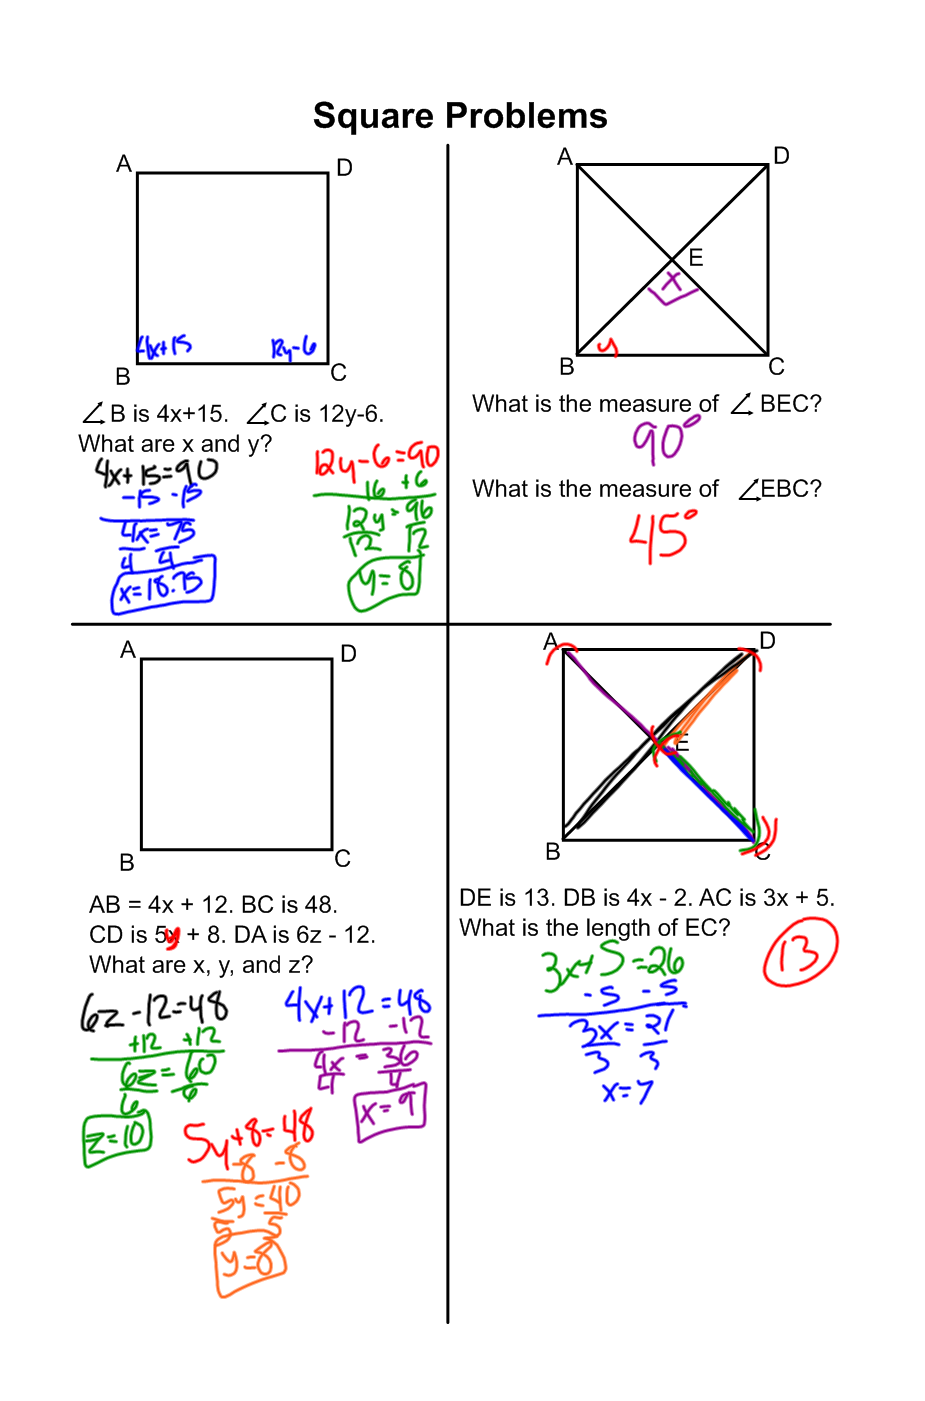 Square Problems
A
D
4x+15
12y-6
B
C
∠B is 4x+15. ∠C is 12y-6.
What are x and y?
4x+15=90
-15 -15
4x=75
4 4
x=18.75
12y-6=90
+6 +6
12y=96
12 12
y=8
A
D
E
x
y
B
C
What is the measure of ∠BEC?
90°
What is the measure of ∠EBC?
45°
A
D
B
C
AB = 4x + 12. BC is 48.
CD is 5y + 8. DA is 6z - 12.
What are x, y, and z?
6z-12=48
+12 +12
6z=60
6 6
z=10
4x+12=48
-12 -12
4x = 36
4 4
x=9
5y+8=48
-8 -8
5y=40
5 5
y=8
A
D
E
B
C
DE is 13. DB is 4x - 2. AC is 3x + 5.
What is the length of EC?
13
3x+5=26
-5 -5
3x=21
3 3
x=7